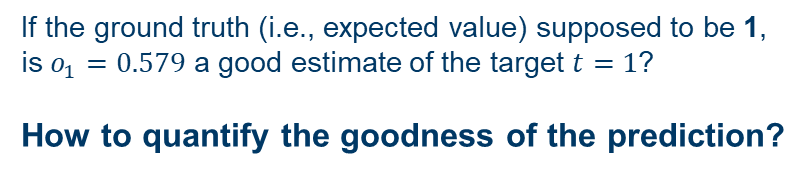 If the ground truth (i.e., expected value) supposed to be 1,
is o₁ = 0.579 a good estimate of the target t = 1?
How to quantify the goodness of the prediction?